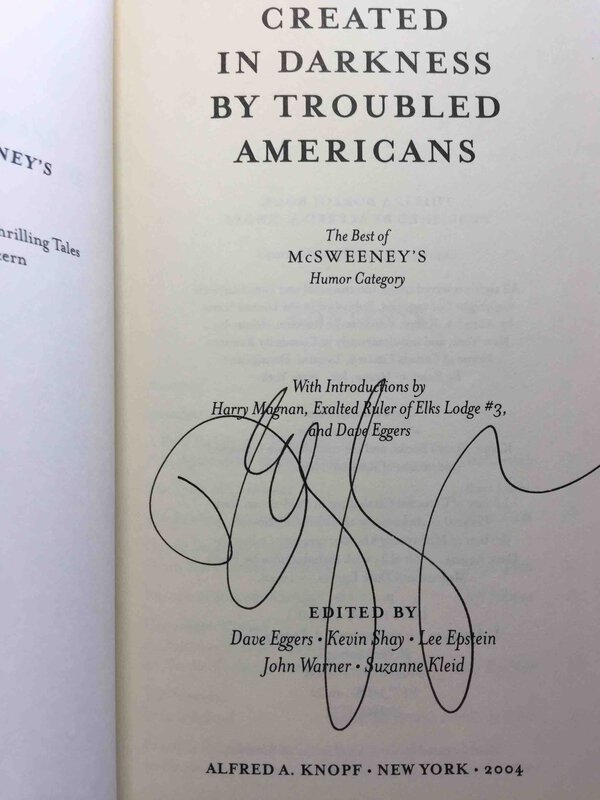 NEY'S
hrilling Tales
tern
CREATED
IN DARKNESS
BY TROUBLED
AMERICANS
The Best of
McSWEENEY'S
Humor Category
With Introductions by
Harry Magnan, Exalted Ruler of Elks Lodge #3,
and Dave Eggers
EDITED BY
Dave Eggers • Kevin Shay • Lee Epstein
John Warner • Suzanne Kleid
ALFRED A. KNOPF • NEW YORK • 2004